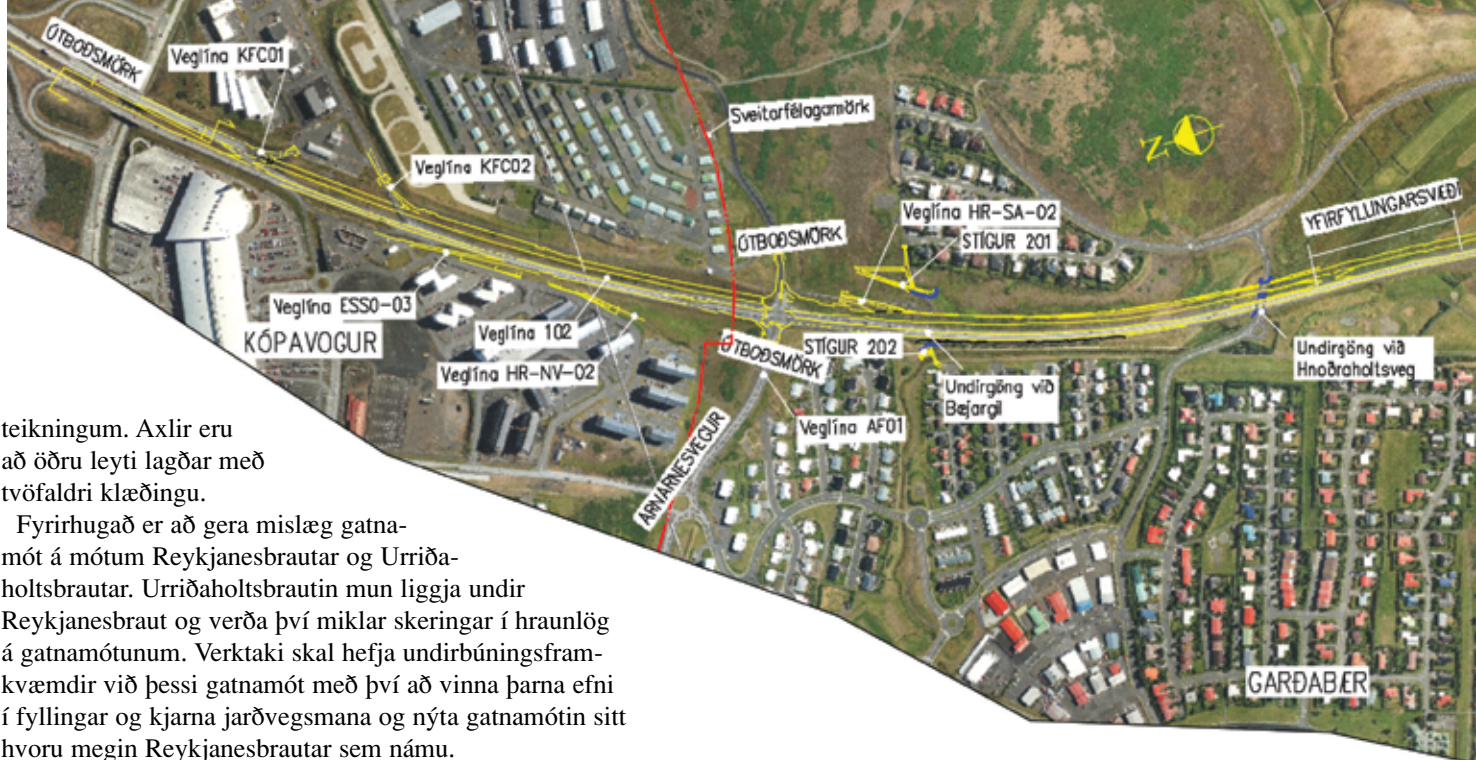 ÚTBOÐSMÖRK
Veglína KFC01
Veglína KFC02
Sveitarfélagamörk
N
Veglína HR-SA-02
STÍGUR 201
ÚTBOÐSMÖRK
YFIRFYLLINGARSVÆÐI
Veglína ESSO-03
KÓPAVOGUR
Veglína 102
Veglína HR-NV-02
ÚTBOÐSMÖRK
STÍGUR 202
Undirgöng við
Bæjargil
Undirgöng við
Hnoðraholtsveg
Veglína AF01
ARNARNESVEGUR
GARÐABÆR
teikningum. Axlir eru
að öðru leyti lagðar með
tvöfaldri klæðingu.
Fyrirhugað er að gera mislæg gatna-
mót á mótum Reykjanesbrautar og Urriða-
holtsbrautar. Urriðaholtsbrautin mun liggja undir
Reykjanesbraut og verða því miklar skeringar í hraunlög
á gatnamótunum. Verktaki skal hefja undirbúningsfram-
kvæmdir við þessi gatnamót með því að vinna þarna efni
í fyllingar og kjarna jarðvegsmana og nýta gatnamótin sitt
hvoru megin Reykjanesbrautar sem námu.